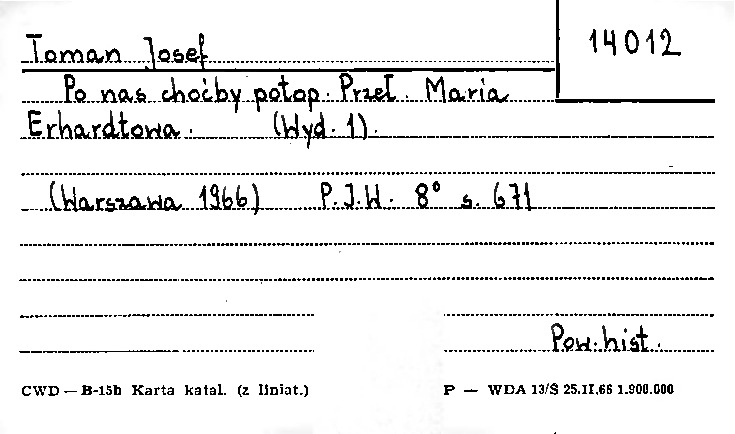 Toman Josef
14012
Po nas choćby potop. Przeł. Maria
Erhardtowa. (Wyd. 1).
(Warszawa 1966) P.I.W. 8° s. 671
Pow. hist.
CWD — B-15b Karta katal. (z liniat.)
P — WDA 13/S 25.II.66 1.900.000